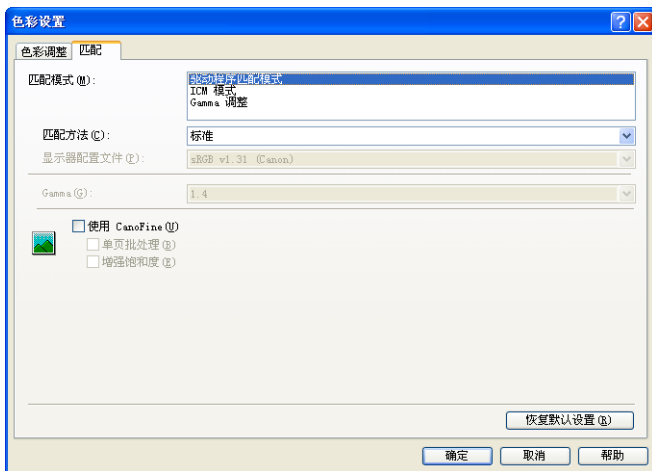 色彩设置
色彩调整 匹配
匹配模式(M): 驱动程序匹配模式
ICM 模式
Gamma 调整
匹配方法(C): 标准
显示器配置文件(P): sRGB v1.31 (Canon)
Gamma(G): 1.4
使用 CanoFine(U)
单页批处理(B)
增强饱和度(E)
恢复默认设置(R)
确定 取消 帮助